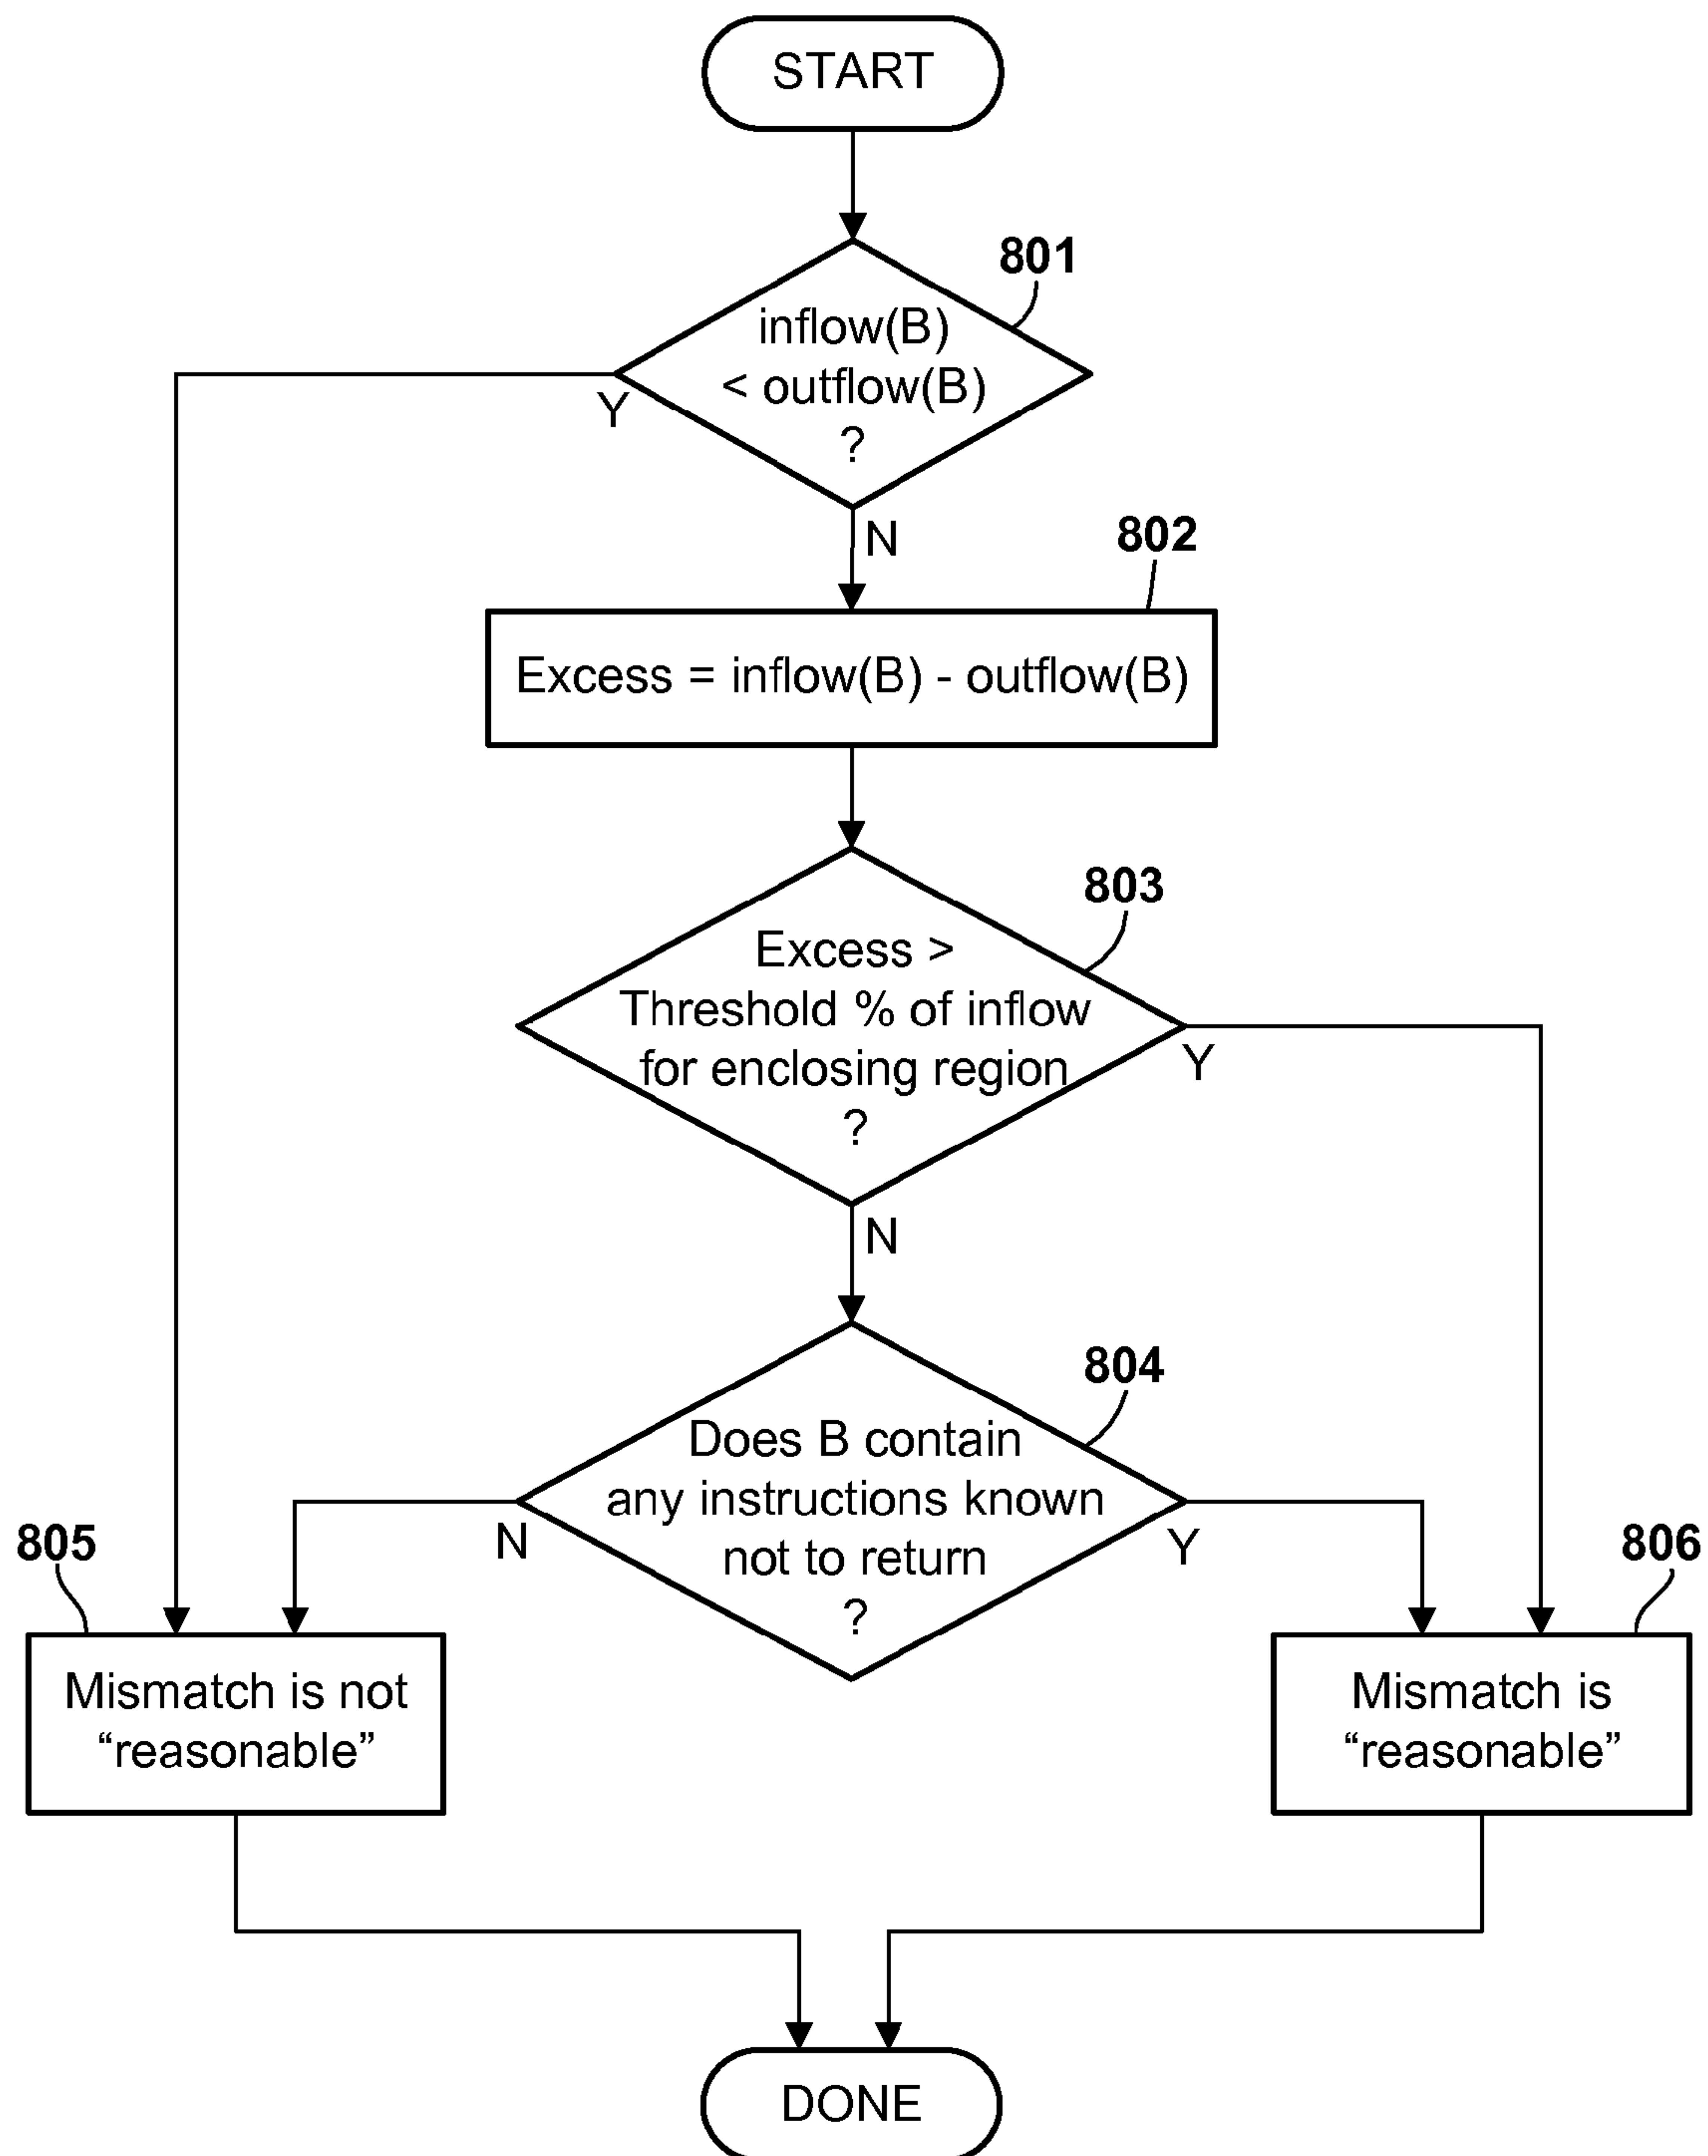 START
801
inflow(B)
< outflow(B)
?
Y
N
802
Excess = inflow(B) - outflow(B)
803
Excess >
Threshold % of inflow
for enclosing region
?
Y
N
804
Does B contain
any instructions known
not to return
?
N
Y
805
Mismatch is not
“reasonable”
806
Mismatch is
“reasonable”
DONE